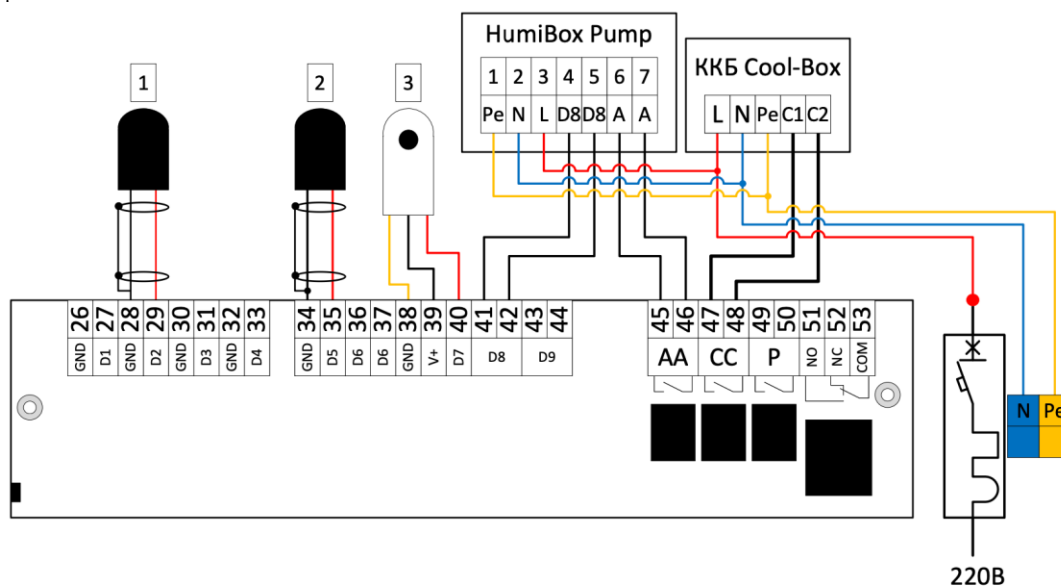 HumiBox Pump
ККБ Cool-Box
1 2 3
1 2 3 4 5 6 7
Pe N L D8 D8 A A
L N Pe C1 C2
26 27 28 29 30 31 32 33 34 35 36 37 38 39 40 41 42 43 44 45 46 47 48 49 50 51 52 53
GND D1 GND D2 GND D3 GND D4 GND D5 D6 D6 GND V+ D7 D8 D9 AA CC P NO NC COM
N Pe
220В